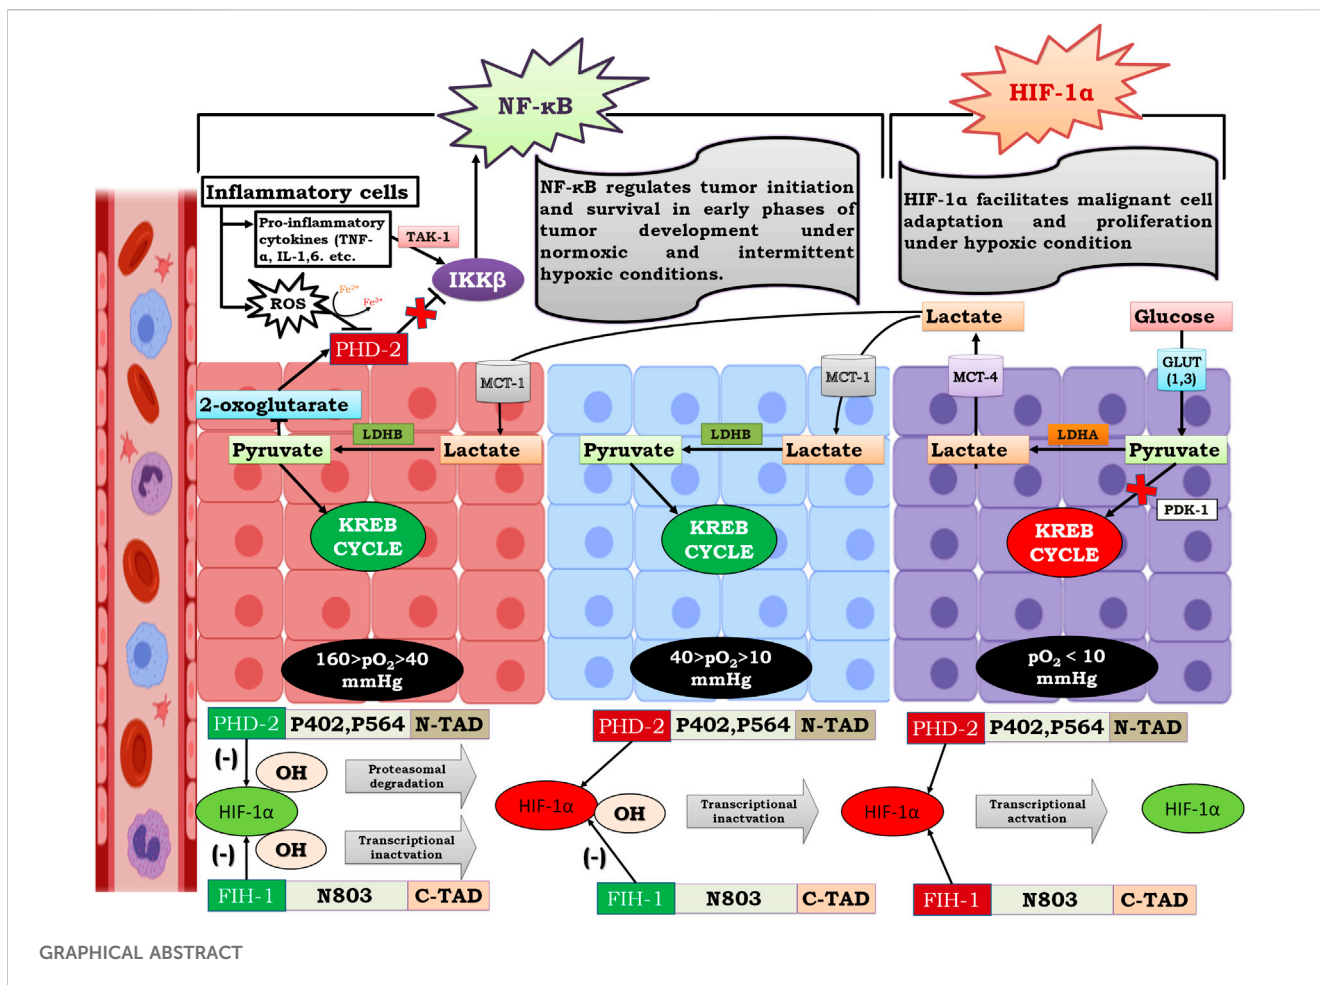 NF-κB
HIF-1α
Inflammatory cells
Pro-inflammatory
cytokines (TNF-
α, IL-1,6. etc.
TAK-1
IKKβ
ROS
Fe²⁺
Fe³⁺
PHD-2
NF-κB regulates tumor initiation
and survival in early phases of
tumor development under
normoxic and intermittent
hypoxic conditions.
HIF-1α facilitates malignant cell
adaptation and proliferation
under hypoxic condition
Lactate
Glucose
MCT-1
MCT-1
MCT-4
GLUT
(1,3)
2-oxoglutarate
Pyruvate
LDHB
Lactate
KREB
CYCLE
Pyruvate
LDHB
Lactate
KREB
CYCLE
Lactate
LDHA
Pyruvate
PDK-1
KREB
CYCLE
160>pO₂>40
mmHg
40>pO₂>10
mmHg
pO₂ < 10
mmHg
PHD-2 P402,P564 N-TAD
(-)
OH
HIF-1α
OH
(-)
Proteasomal
degradation
Transcriptional
inactvation
FIH-1 N803 C-TAD
PHD-2 P402,P564 N-TAD
HIF-1α
OH
(-)
Transcriptional
inactvation
FIH-1 N803 C-TAD
PHD-2 P402,P564 N-TAD
HIF-1α
Transcriptional
actvation
HIF-1α
FIH-1 N803 C-TAD
GRAPHICAL ABSTRACT